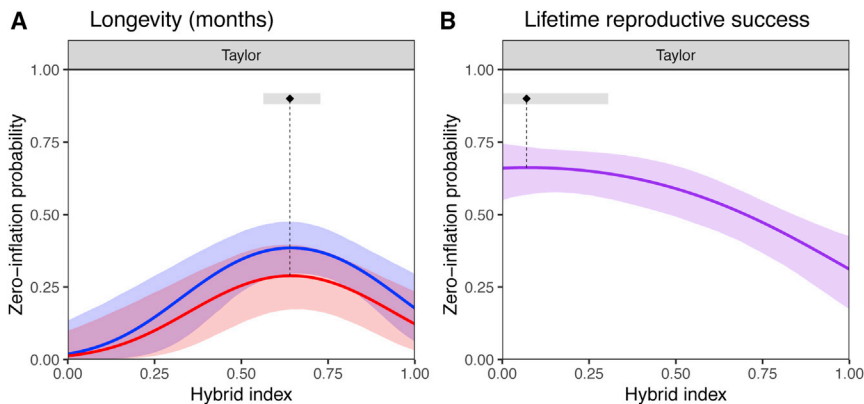 A Longevity (months)
Taylor
Zero-inflation probability
1.00
0.75
0.50
0.25
0.00
0.00 0.25 0.50 0.75 1.00
Hybrid index
B Lifetime reproductive success
Taylor
Zero-inflation probability
1.00
0.75
0.50
0.25
0.00
0.00 0.25 0.50 0.75 1.00
Hybrid index